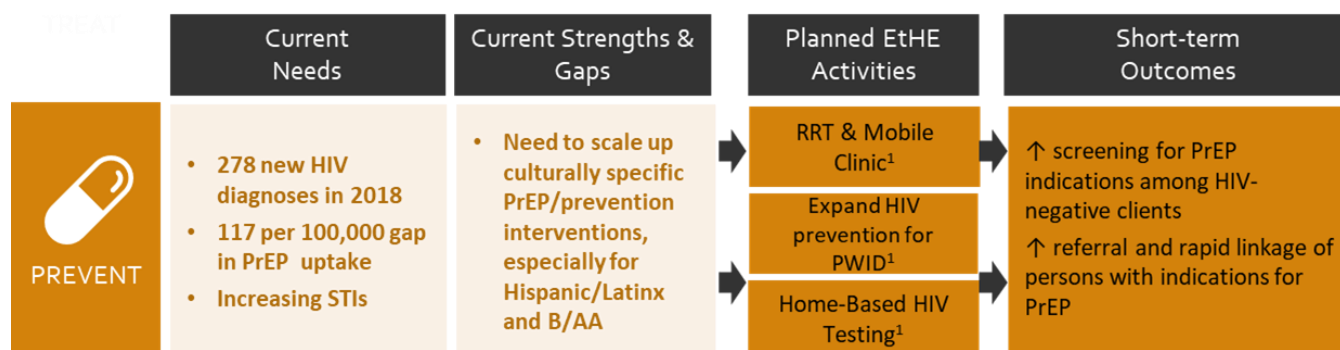 TREAT
Current
Needs
Current Strengths &
Gaps
Planned EtHE
Activities
Short-term
Outcomes
PREVENT
• 278 new HIV
diagnoses in 2018
• 117 per 100,000 gap
in PrEP uptake
• Increasing STIs
• Need to scale up
culturally specific
PrEP/prevention
interventions,
especially for
Hispanic/Latinx
and B/AA
RRT & Mobile
Clinic¹
Expand HIV
prevention for
PWID¹
Home-Based HIV
Testing¹
↑ screening for PrEP
indications among HIV-
negative clients
↑ referral and rapid linkage of
persons with indications for
PrEP